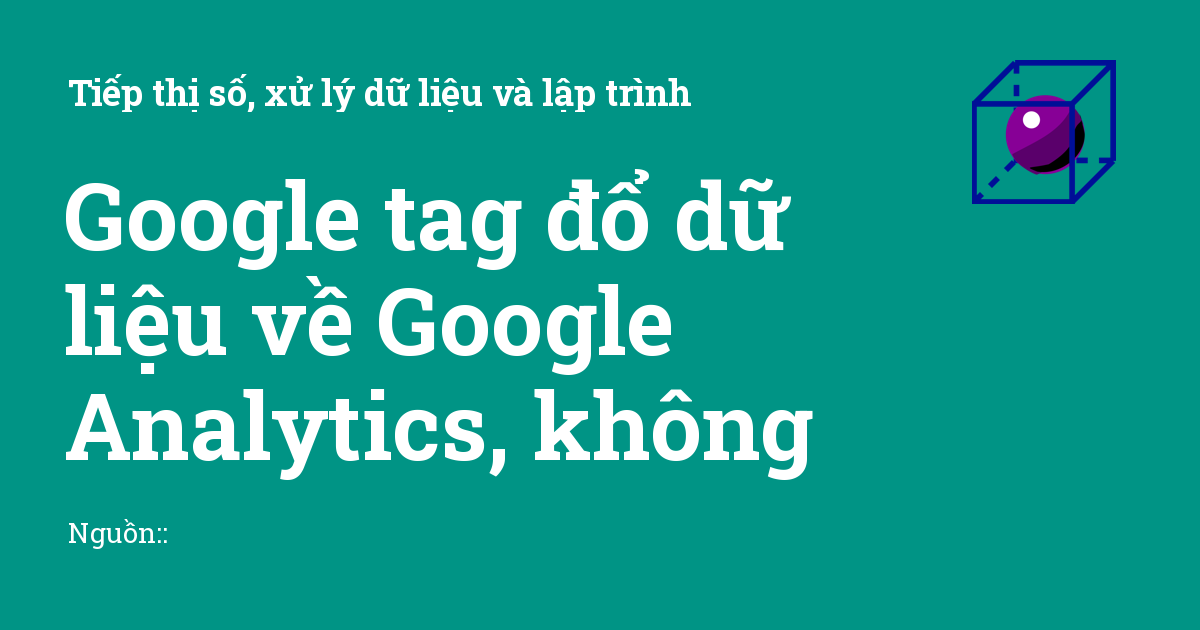 Tiếp thị số, xử lý dữ liệu và lập trình
Google tag đổ dữ
liệu về Google
Analytics, không
Nguồn::